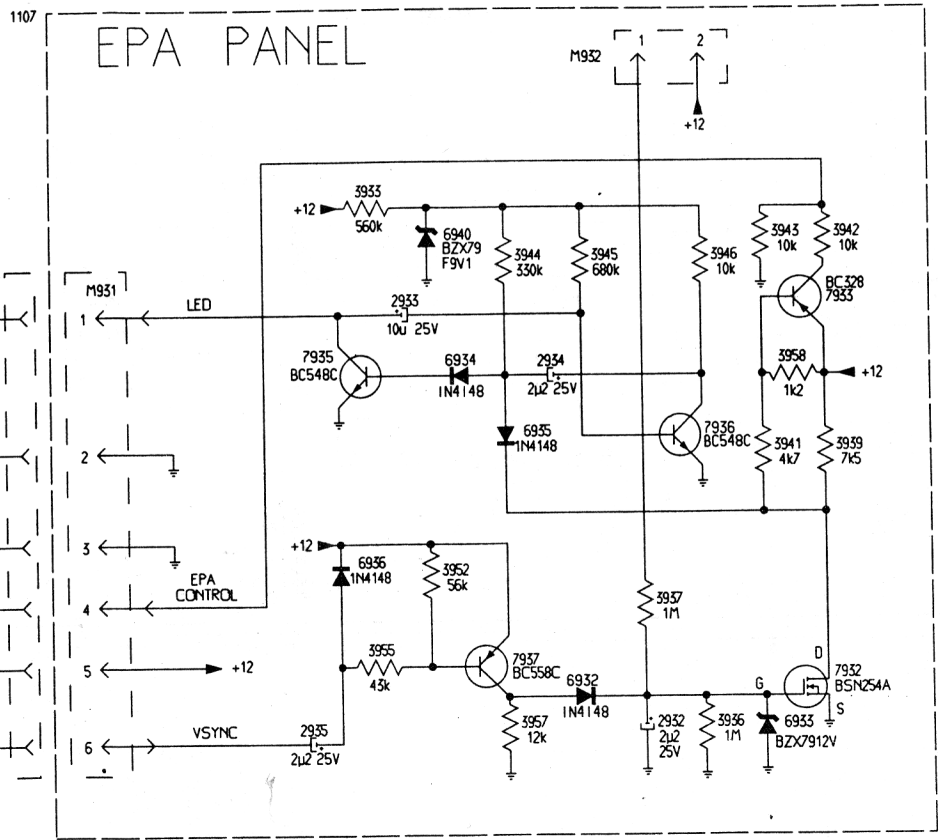 1107
EPA PANEL
M932
1
2
+12
+12
3933
560k
6940
BZX79
F9V1
3944
330k
3945
680k
3946
10k
3943
10k
3942
10k
BC328
7933
M931
1
LED
2933
10u 25V
7935
BC548C
6934
1N4148
2934
2µ2 25V
3958
1k2
+12
6935
1N4148
7936
BC548C
3941
4k7
3939
7k5
2
3
+12
6936
1N4148
3952
56k
EPA
CONTROL
4
3937
1M
5
+12
3955
43k
7937
BC558C
6932
1N4148
D
G
S
7932
BSN254A
6
VSYNC
2935
2µ2 25V
3957
12k
2932
2µ2
25V
3936
1M
6933
BZX7912V